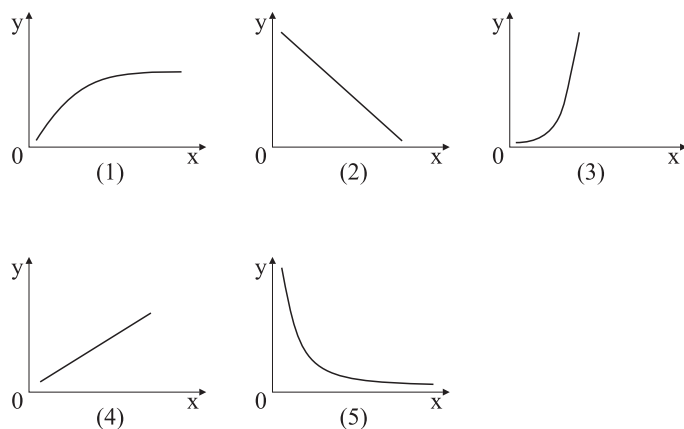 y y y
0 x 0 x 0 x
(1) (2) (3)
y y
0 x 0 x
(4) (5)